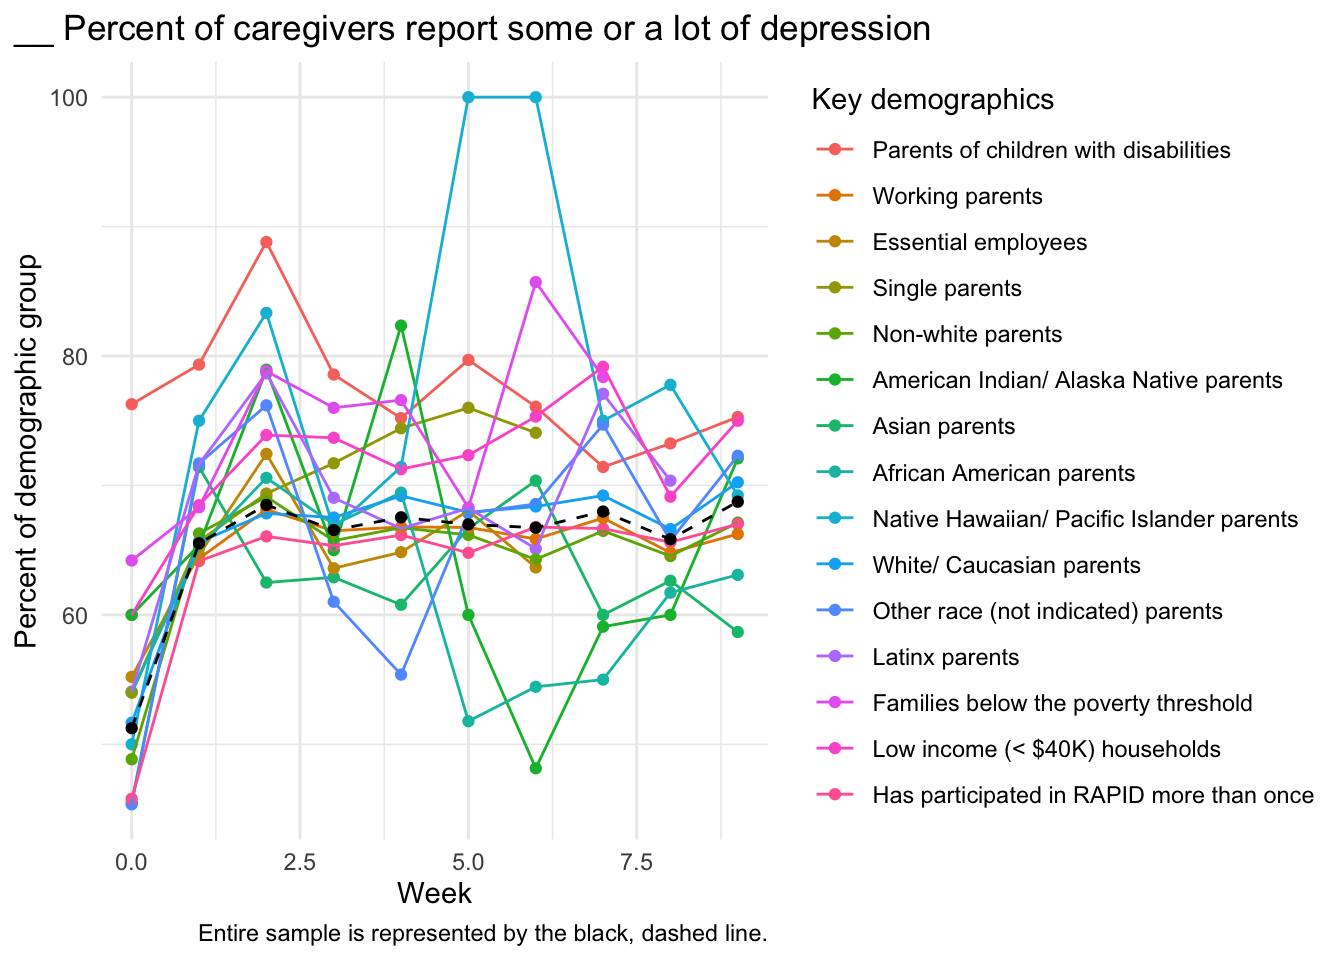 __ Percent of caregivers report some or a lot of depression
Percent of demographic group
100
80
60
0.0
2.5
5.0
7.5
Week
Entire sample is represented by the black, dashed line.
Key demographics
Parents of children with disabilities
Working parents
Essential employees
Single parents
Non-white parents
American Indian/ Alaska Native parents
Asian parents
African American parents
Native Hawaiian/ Pacific Islander parents
White/ Caucasian parents
Other race (not indicated) parents
Latinx parents
Families below the poverty threshold
Low income (< $40K) households
Has participated in RAPID more than once